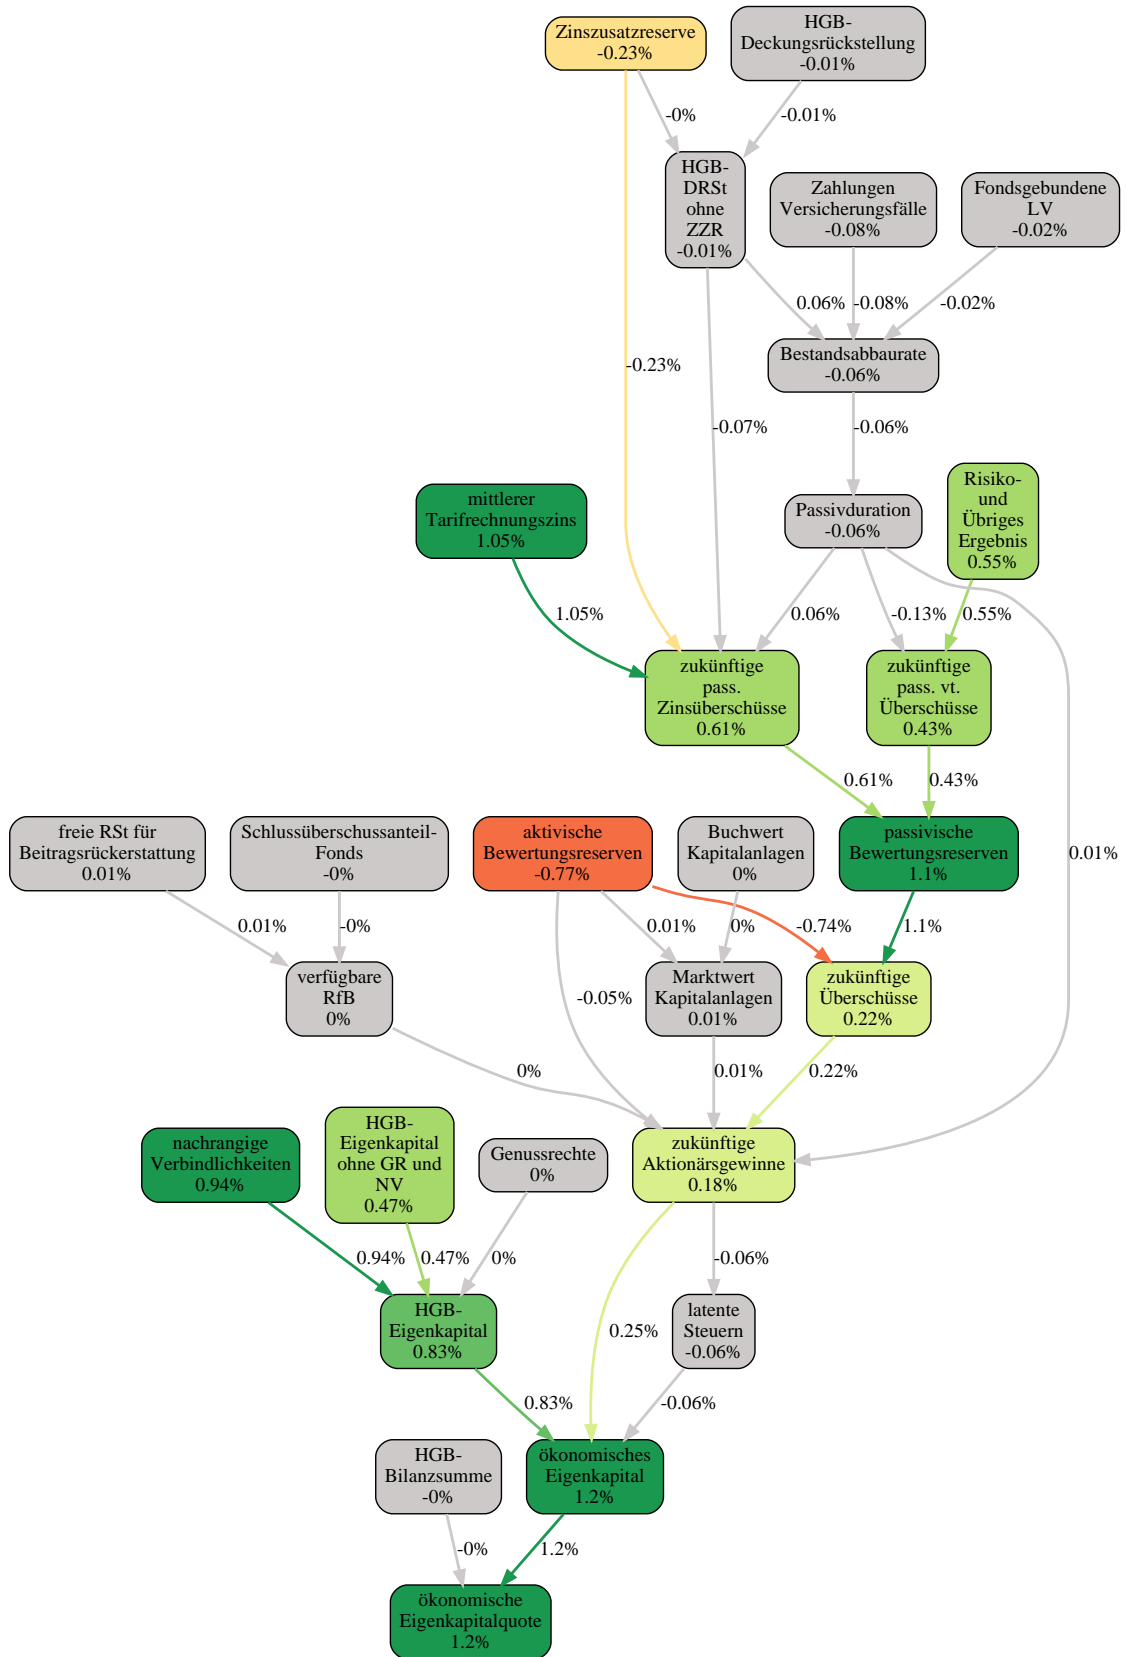 Zinszusatzreserve
-0.23%
HGB-
Deckungsrückstellung
-0.01%
-0%
-0.01%
HGB-
DRSt
ohne
ZZR
-0.01%
Zahlungen
Versicherungsfälle
-0.08%
Fondsgebundene
LV
-0.02%
0.06%
-0.08%
-0.02%
Bestandsabbaurate
-0.06%
-0.23%
-0.07%
-0.06%
mittlerer
Tarifrechnungszins
1.05%
Passivduration
-0.06%
Risiko-
und
Übriges
Ergebnis
0.55%
1.05%
0.06%
-0.13%
0.55%
zukünftige
pass.
Zinsüberschüsse
0.61%
zukünftige
pass. vt.
Überschüsse
0.43%
0.61%
0.43%
freie RSt für
Beitragsrückerstattung
0.01%
Schlussüberschussanteil-
Fonds
-0%
aktivische
Bewertungsreserven
-0.77%
Buchwert
Kapitalanlagen
0%
passivische
Bewertungsreserven
1.1%
0.01%
0.01%
-0%
0.01%
0%
-0.74%
1.1%
verfügbare
RfB
0%
-0.05%
Marktwert
Kapitalanlagen
0.01%
zukünftige
Überschüsse
0.22%
0%
0.01%
0.22%
nachrangige
Verbindlichkeiten
0.94%
HGB-
Eigenkapital
ohne GR und
NV
0.47%
Genussrechte
0%
zukünftige
Aktionärsgewinne
0.18%
0.94%
0.47%
0%
-0.06%
HGB-
Eigenkapital
0.83%
0.25%
latente
Steuern
-0.06%
0.83%
-0.06%
HGB-
Bilanzsumme
-0%
ökonomisches
Eigenkapital
1.2%
-0%
1.2%
ökonomische
Eigenkapitalquote
1.2%